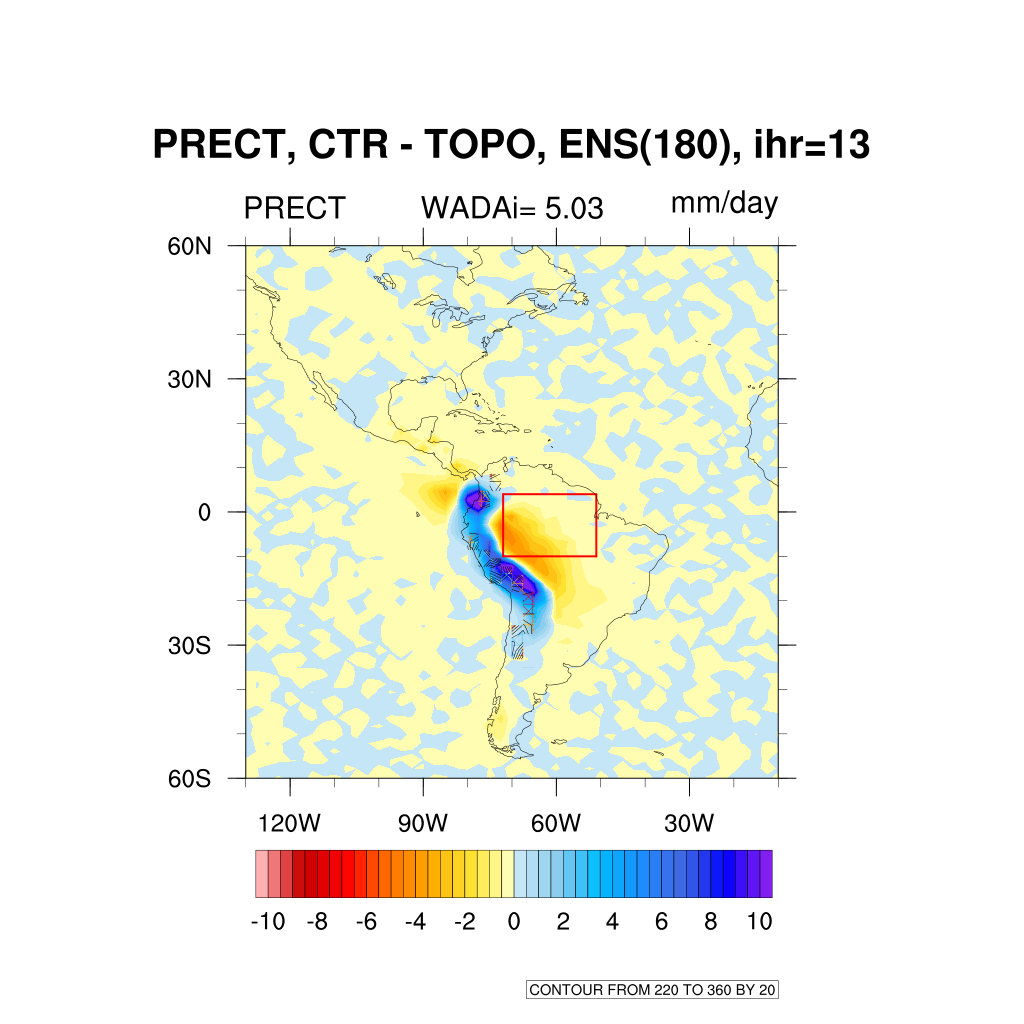 PRECT, CTR - TOPO, ENS(180), ihr=13
PRECT WADAi= 5.03 mm/day
60N
30N
0
30S
60S
120W 90W 60W 30W
-10 -8 -6 -4 -2 0 2 4 6 8 10
CONTOUR FROM 220 TO 360 BY 20